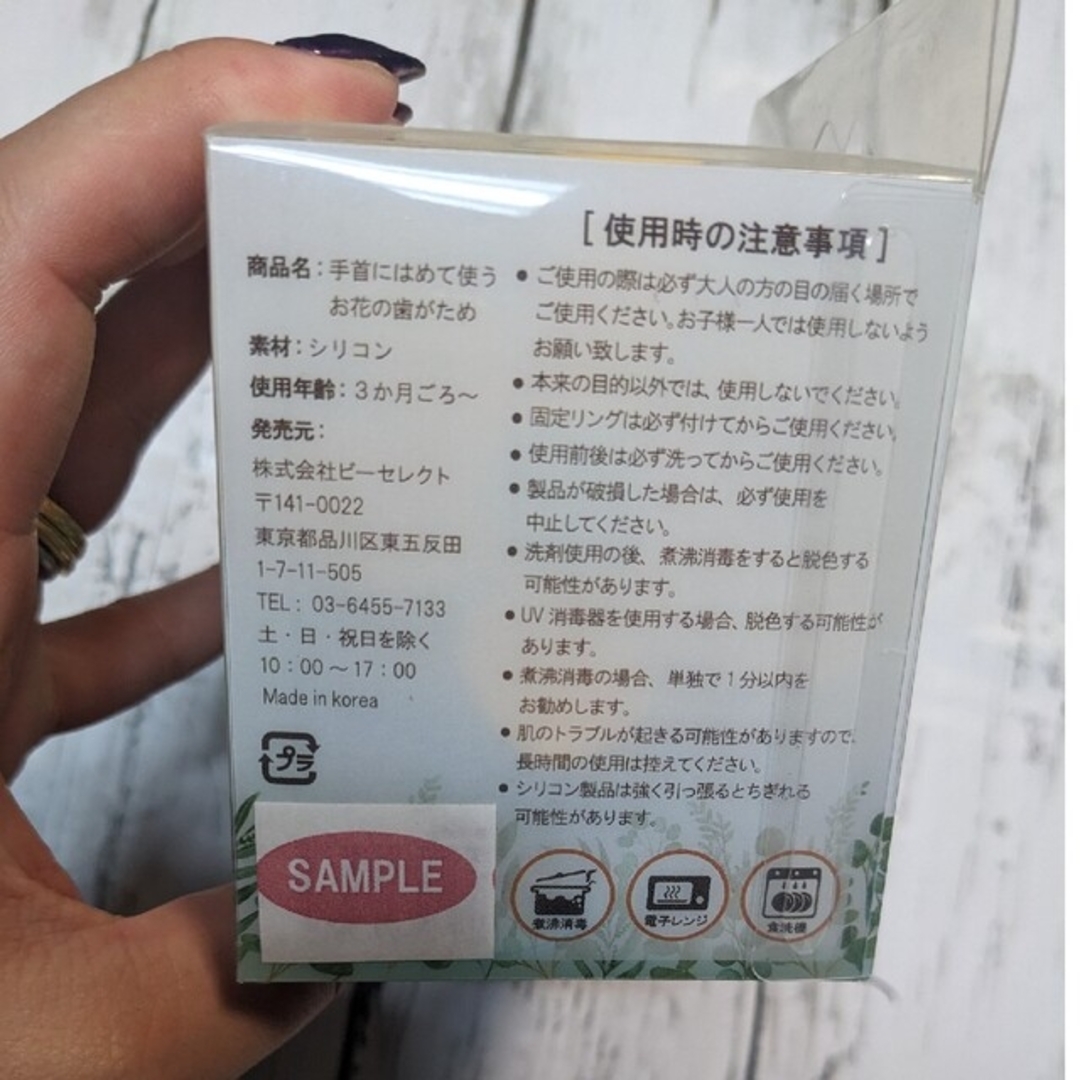 [使用時の注意事項]
商品名：手首にはめて使う
お花の歯がため
素材：シリコン
使用年齢：3か月ごろ～
発売元：
株式会社ビーセレクト
〒141-0022
東京都品川区東五反田
1-7-11-505
TEL：03-6455-7133
土・日・祝日を除く
10：00～17：00
Made in korea
プラ
SAMPLE
●ご使用の際は必ず大人の方の目の届く場所で
ご使用ください。お子様一人では使用しないよう
お願い致します。
●本来の目的以外では、使用しないでください。
●固定リングは必ず付けてからご使用ください。
●使用前後は必ず洗ってからご使用ください。
●製品が破損した場合は、必ず使用を
中止してください。
●洗剤使用の後、煮沸消毒をすると脱色する
可能性があります。
●UV消毒器を使用する場合、脱色する可能性が
あります。
●煮沸消毒の場合、単独で1分以内を
お勧めします。
●肌のトラブルが起きる可能性がありますので、
長時間の使用は控えてください。
●シリコン製品は強く引っ張るとちぎれる
可能性があります。
煮沸消毒
電子レンジ
食洗機